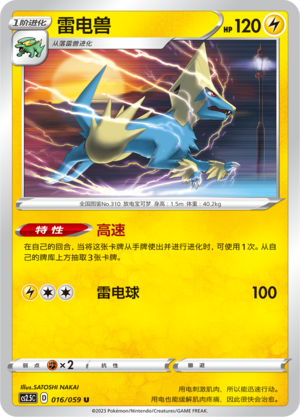 1阶进化
雷电兽
HP 120
从落雷兽进化
全国图鉴No.310 放电宝可梦 身高:1.5m 体重:40.2kg
特性 高速
在自己的回合,当将这张卡牌从手牌使出并进行进化时,可使用1次。从自
己的牌库上方抽取3张卡牌。
雷电球 100
弱点 ×2 抵抗力 撤退
Illus.SATOSHI NAKAI
CS2.5C D 016/059 U
用电刺激肌肉,所以能迅速行动。
用电也能缓解肌肉疼痛,因此很快就会恢复。
©2023 Pokémon/Nintendo/Creatures/GAME FREAK.